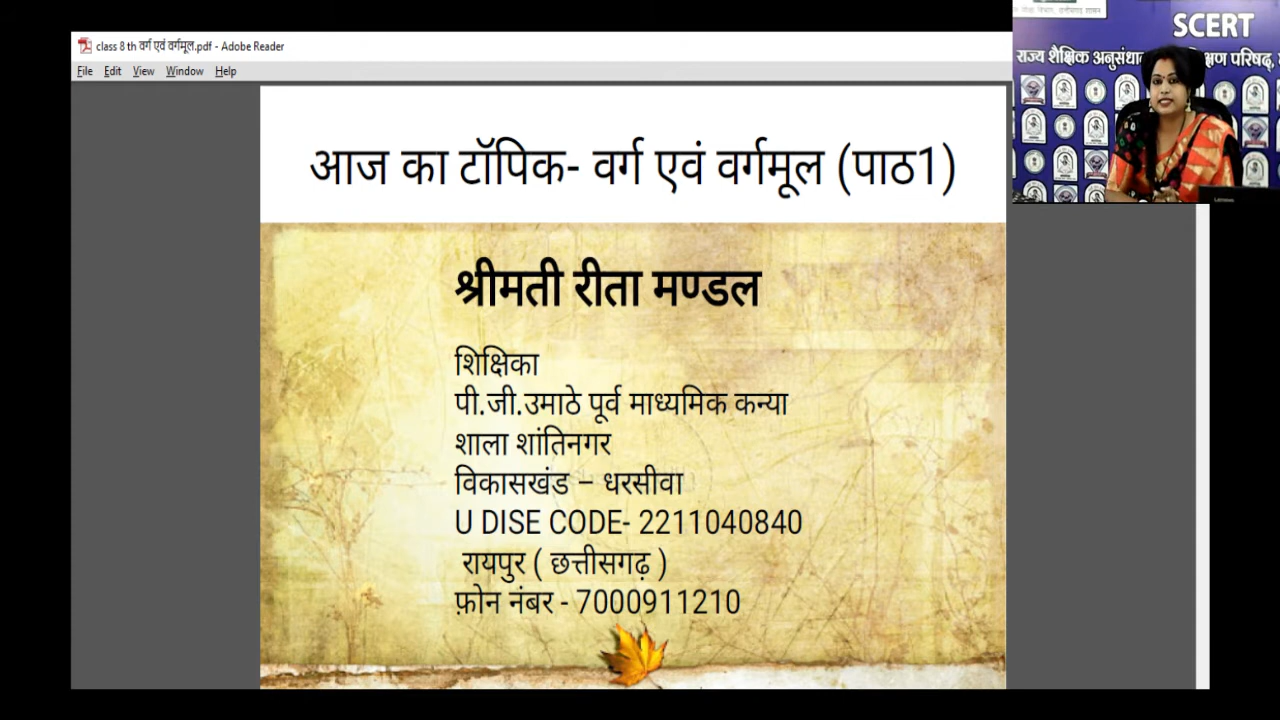 class 8 th वर्ग एवं वर्गमूल.pdf - Adobe Reader
File Edit View Window Help
आज का टॉपिक- वर्ग एवं वर्गमूल (पाठ1)
श्रीमती रीता मण्डल
शिक्षिका
पी.जी.उमाठे पूर्व माध्यमिक कन्या
शाला शांतिनगर
विकासखंड – धरसीवा
U DISE CODE- 2211040840
रायपुर ( छत्तीसगढ़ )
फ़ोन नंबर - 7000911210
SCERT
राज्य शैक्षिक अनुसंधान
परिषद,